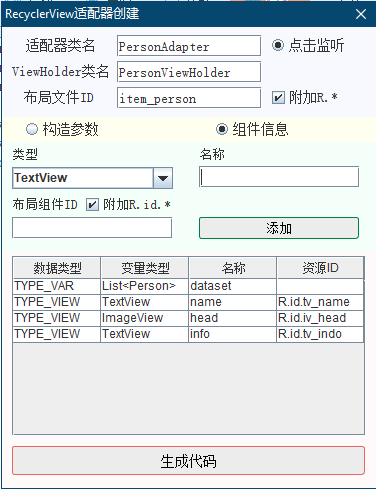 RecyclerView适配器创建
适配器类名 PersonAdapter 点击监听
ViewHolder类名 PersonViewHolder
布局文件ID item_person 附加R.*
构造参数 组件信息
类型 名称
TextView
布局组件ID 附加R.id.*
添加
数据类型 变量类型 名称 资源ID
TYPE_VAR List<Person> dataset
TYPE_VIEW TextView name R.id.tv_name
TYPE_VIEW ImageView head R.id.iv_head
TYPE_VIEW TextView info R.id.tv_indo
生成代码